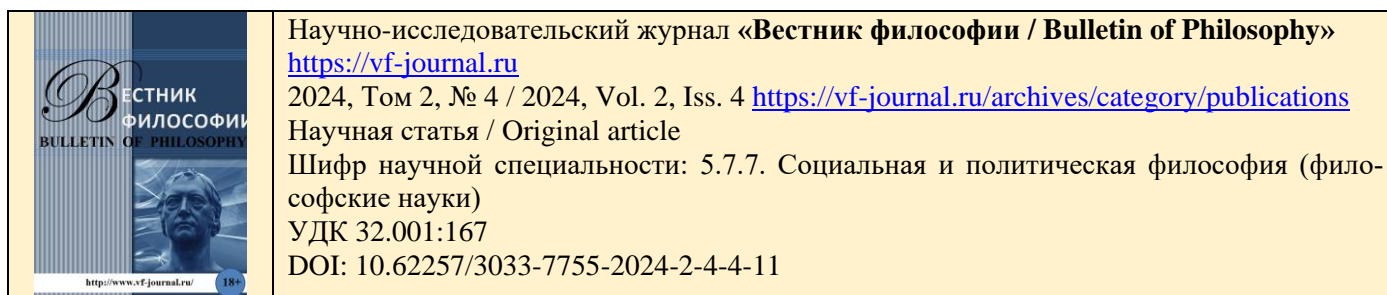 ВЕСТНИК
ФИЛОСОФИИ
BULLETIN OF PHILOSOPHY
http://www.vf-journal.ru/ 18+
Научно-исследовательский журнал «Вестник философии / Bulletin of Philosophy»
https://vf-journal.ru
2024, Том 2, № 4 / 2024, Vol. 2, Iss. 4 https://vf-journal.ru/archives/category/publications
Научная статья / Original article
Шифр научной специальности: 5.7.7. Социальная и политическая философия (фило-
софские науки)
УДК 32.001:167
DOI: 10.62257/3033-7755-2024-2-4-4-11